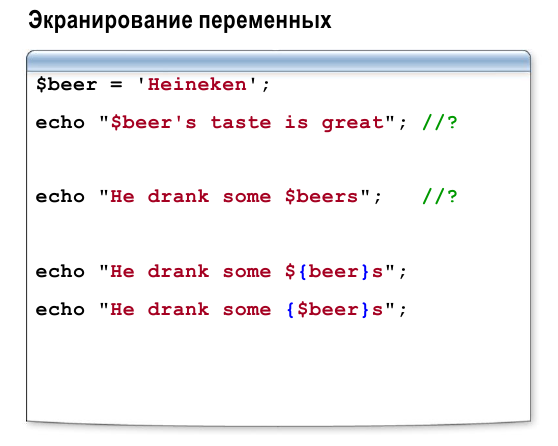 Экранирование переменных
$beer = 'Heineken';
echo "$beer's taste is great"; //?
echo "He drank some $beers"; //?
echo "He drank some ${beer}s";
echo "He drank some {$beer}s";